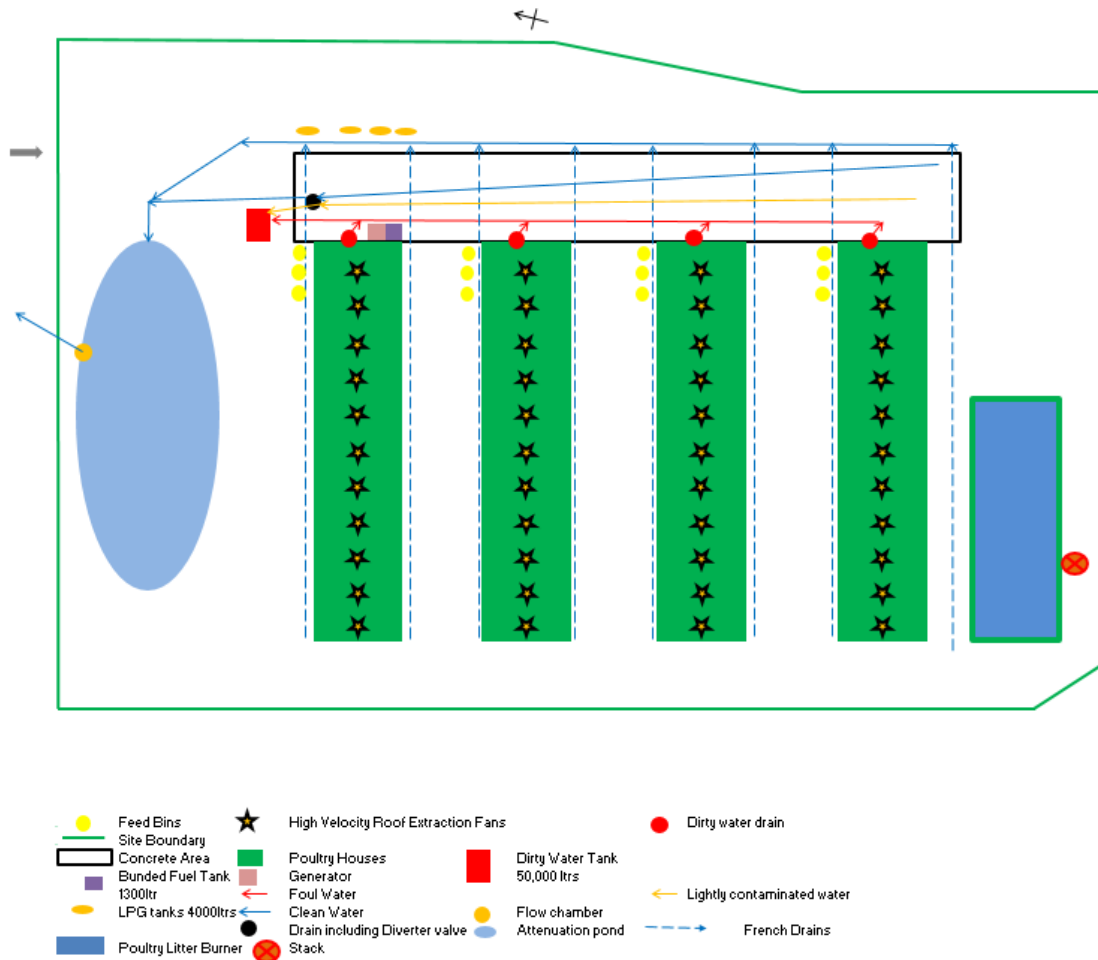 Feed Bins
High Velocity Roof Extraction Fans
Dirty water drain
Site Boundary
Concrete Area
Poultry Houses
Dirty Water Tank
50,000 ltrs
Bunded Fuel Tank
1300ltr
Generator
Foul Water
Lightly contaminated water
LPG tanks 4000ltrs
Clean Water
Flow chamber
Drain including Diverter valve
Attenuation pond
French Drains
Poultry Litter Burner
Stack